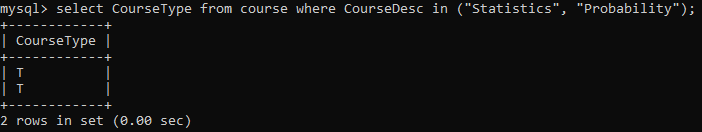 mysql> select CourseType from course where CourseDesc in ("Statistics", "Probability");
+------------+
| CourseType |
+------------+
| T          |
| T          |
+------------+
2 rows in set (0.00 sec)